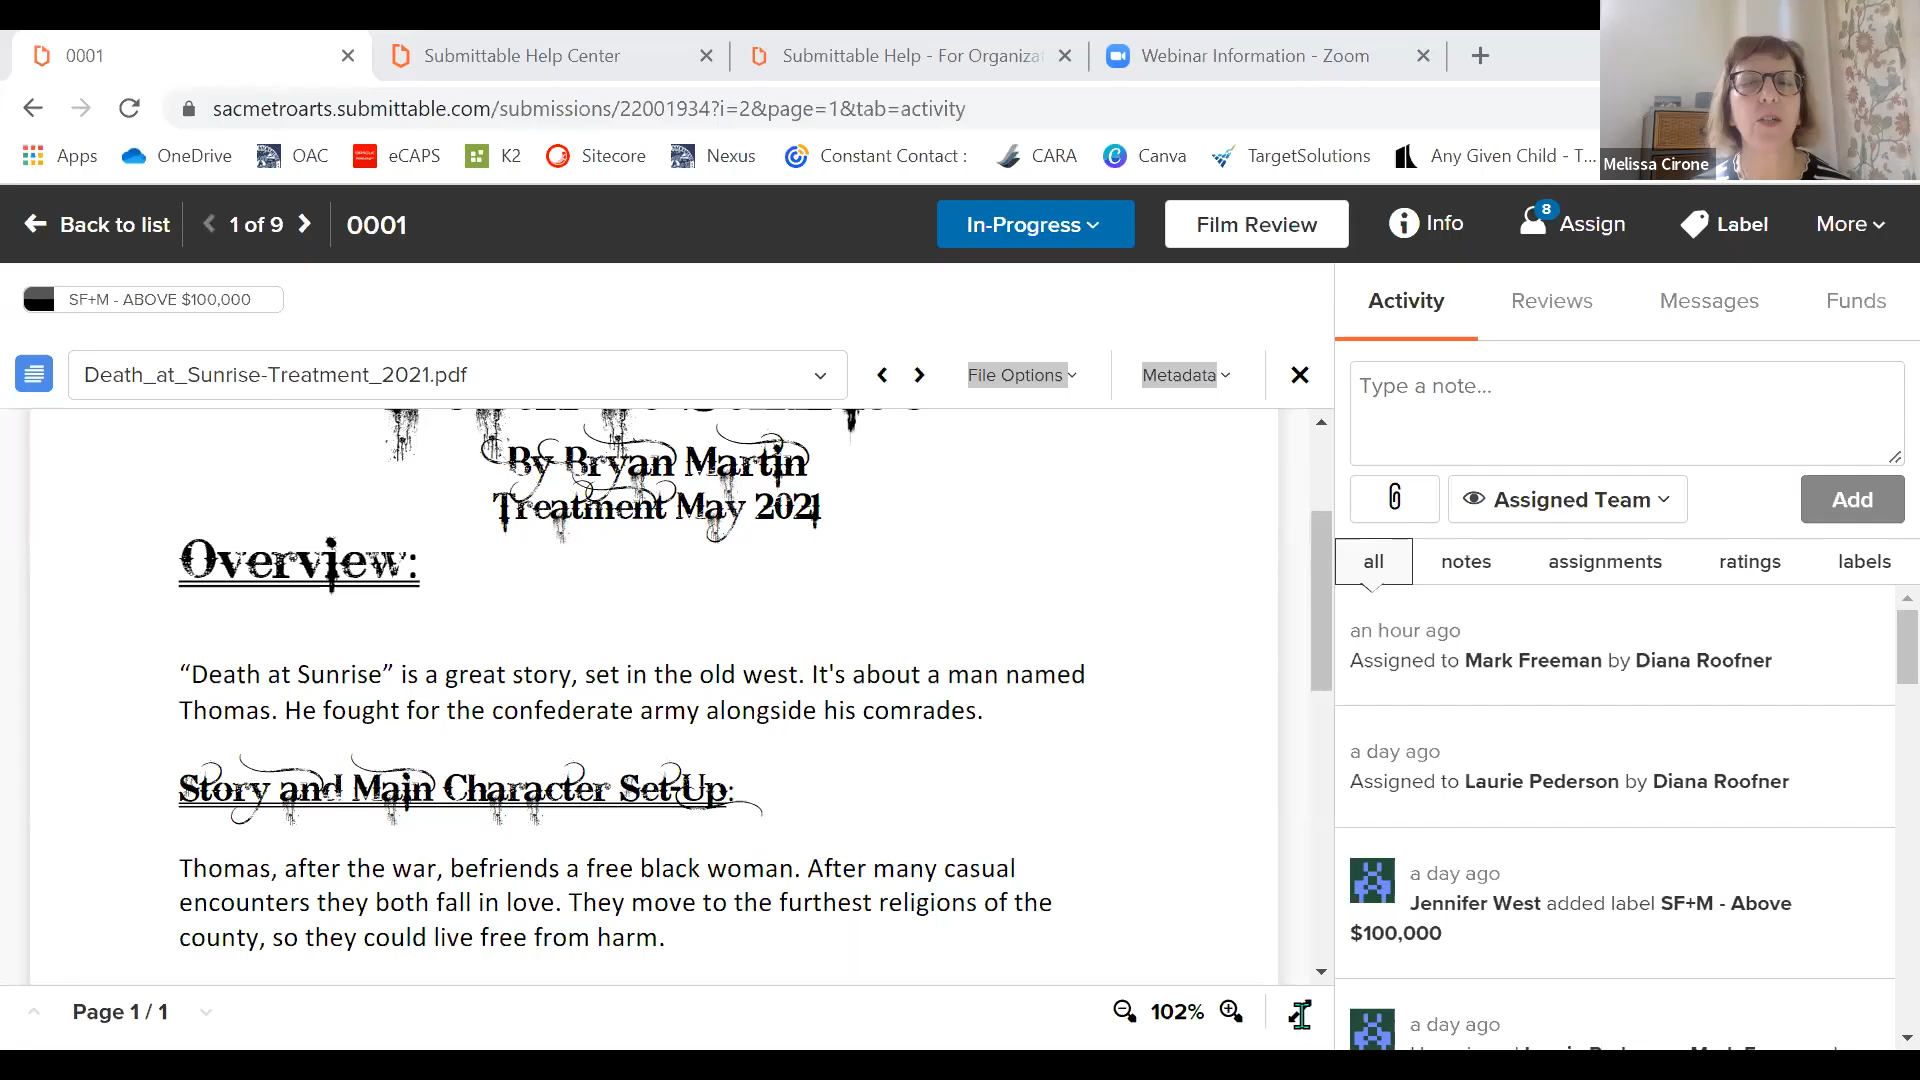 0001
Submittable Help Center
Submittable Help - For Organiza
Webinar Information - Zoom
sacmetroarts.submittable.com/submissions/22001934?i=2&page=1&tab=activity
Apps OneDrive OAC eCAPS K2 Sitecore Nexus Constant Contact : CARA Canva TargetSolutions Any Given Child - T...
Melissa Cirone
Back to list 1 of 9 0001 In-Progress Film Review Info 8 Assign Label More
SF+M - ABOVE $100,000
Death_at_Sunrise-Treatment_2021.pdf File Options Metadata
By Bryan Martin
Treatment May 2021
Overview:
“Death at Sunrise” is a great story, set in the old west. It's about a man named
Thomas. He fought for the confederate army alongside his comrades.
Story and Main Character Set-Up:
Thomas, after the war, befriends a free black woman. After many casual
encounters they both fall in love. They move to the furthest religions of the
county, so they could live free from harm.
Page 1 / 1
102%
Activity Reviews Messages Funds
Type a note...
Assigned Team Add
all notes assignments ratings labels
an hour ago
Assigned to Mark Freeman by Diana Roofner
a day ago
Assigned to Laurie Pederson by Diana Roofner
a day ago
Jennifer West added label SF+M - Above
$100,000
a day ago